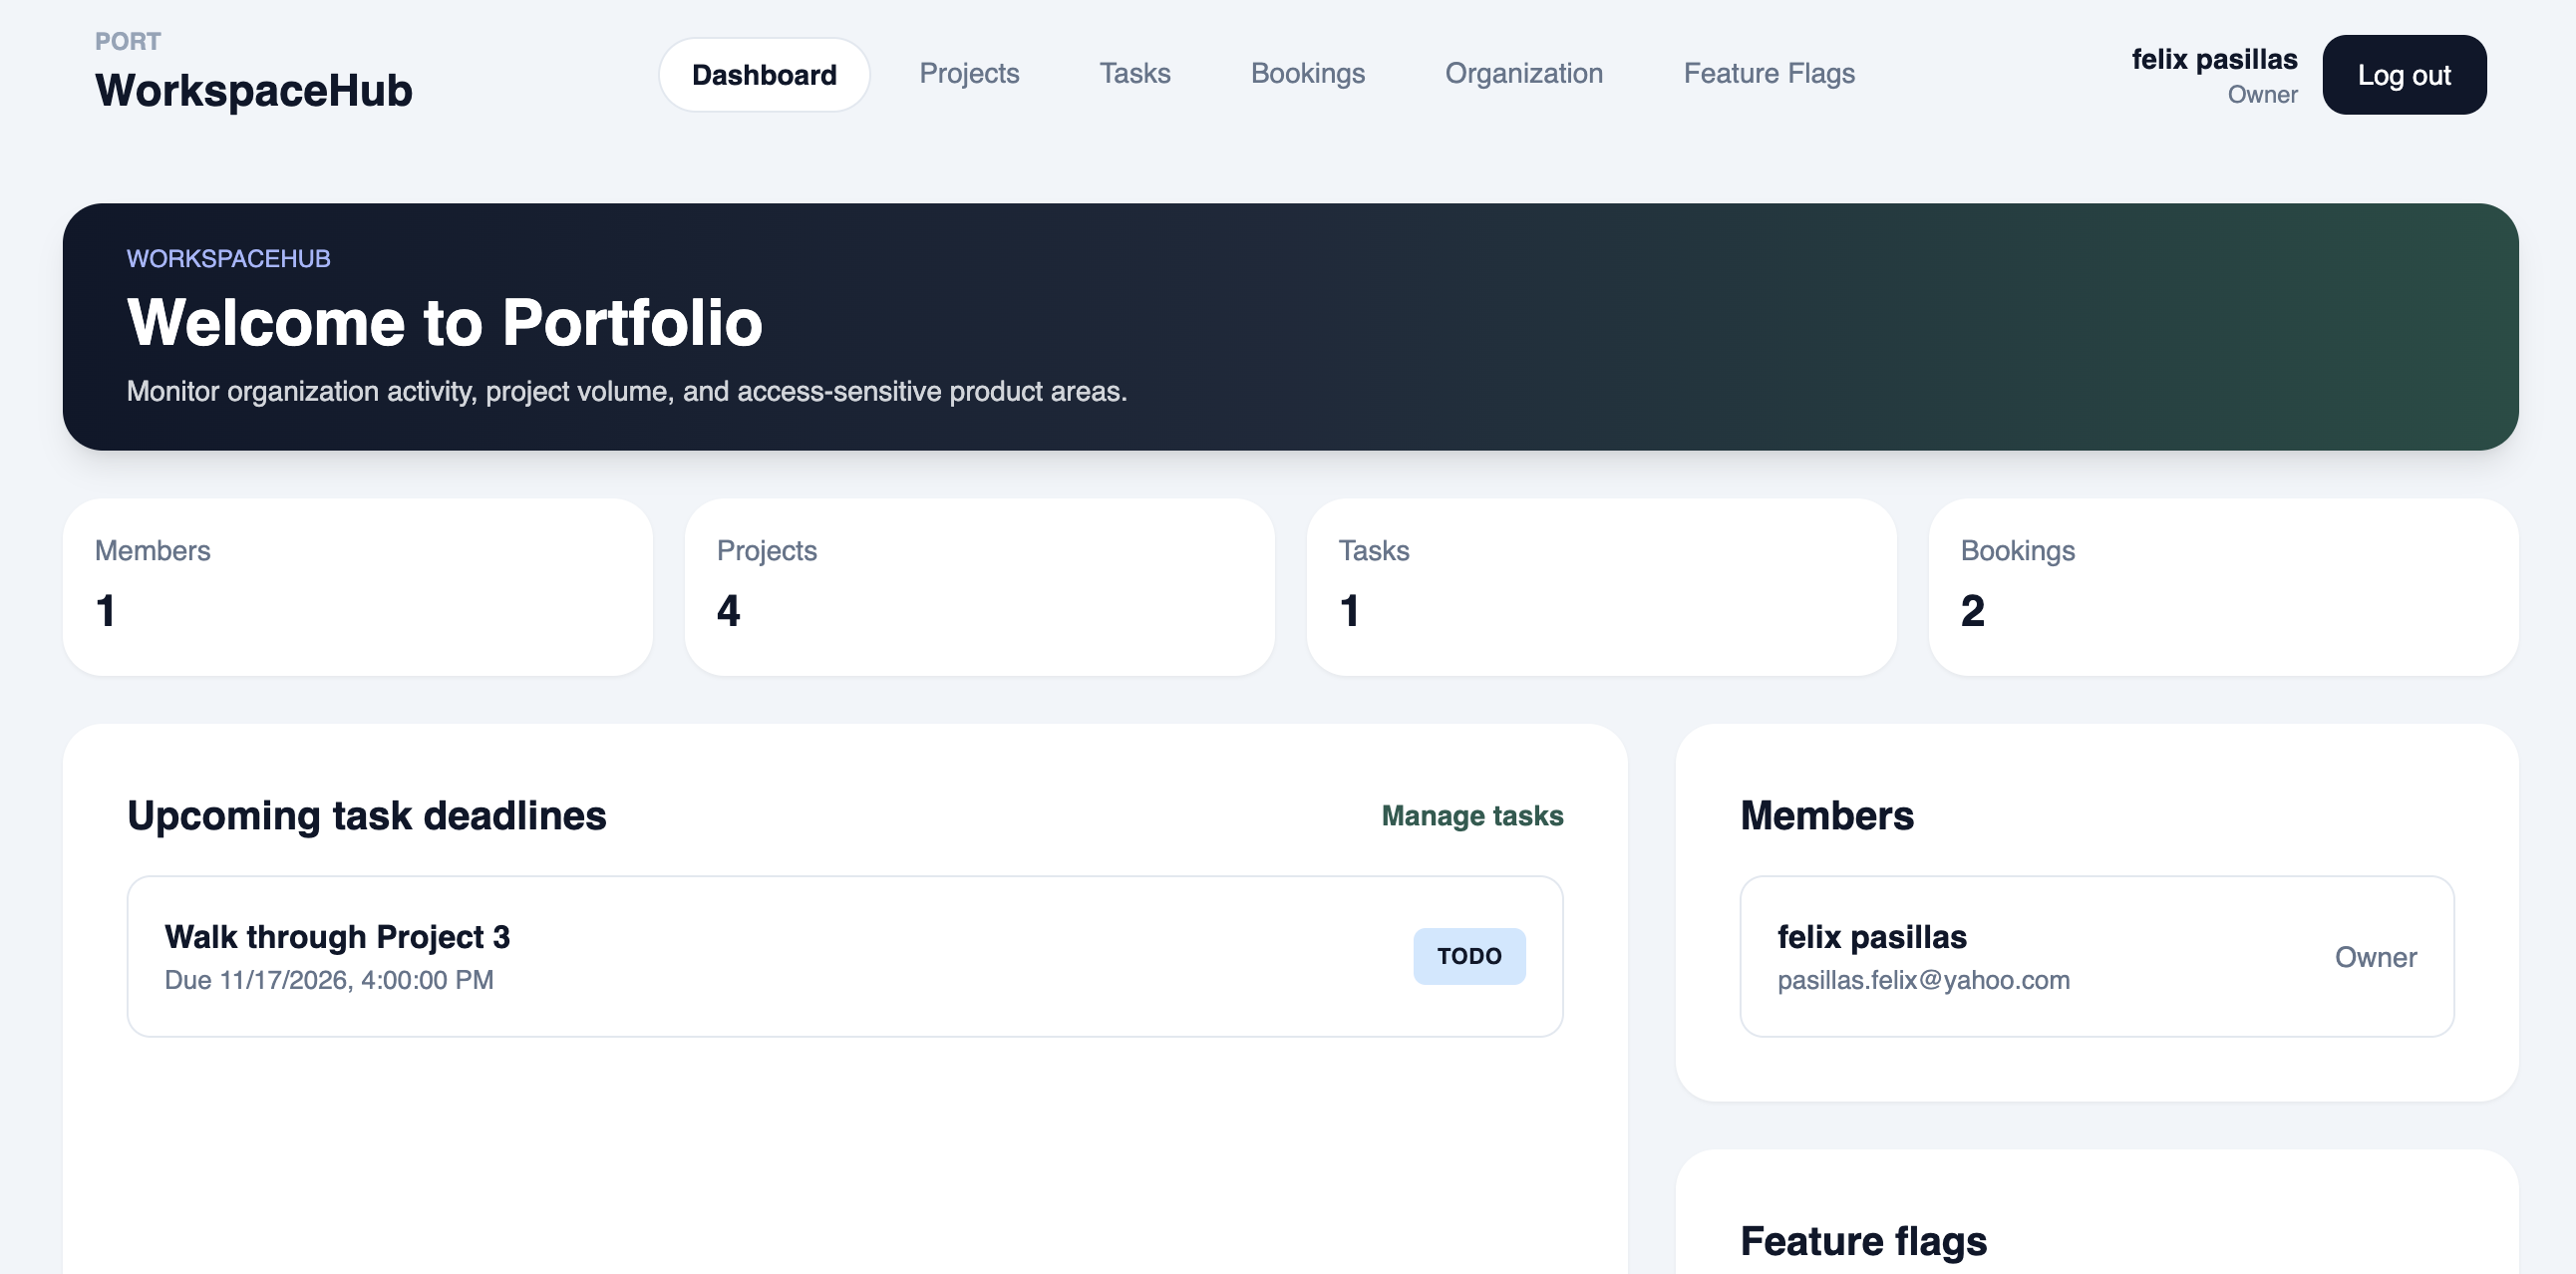 PORT
WorkspaceHub
Dashboard
Projects
Tasks
Bookings
Organization
Feature Flags
felix pasillas
Owner
Log out
WORKSPACEHUB
Welcome to Portfolio
Monitor organization activity, project volume, and access-sensitive product areas.
Members
1
Projects
4
Tasks
1
Bookings
2
Upcoming task deadlines
Manage tasks
Walk through Project 3
Due 11/17/2026, 4:00:00 PM
TODO
Members
felix pasillas
pasillas.felix@yahoo.com
Owner
Feature flags